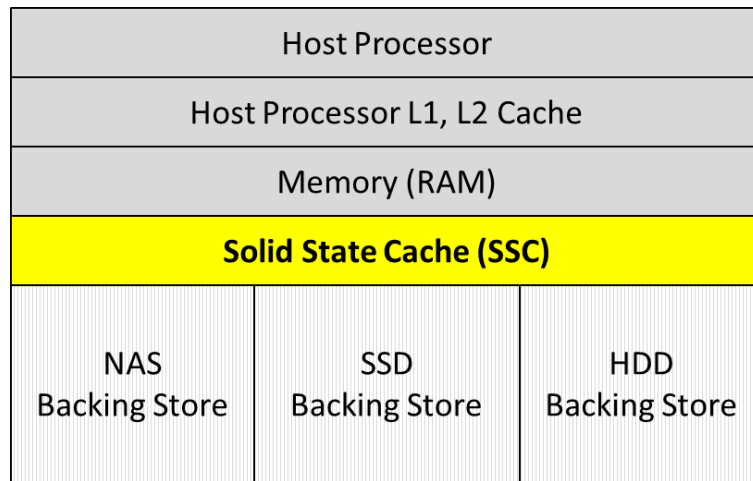 Host Processor
Host Processor L1, L2 Cache
Memory (RAM)
Solid State Cache (SSC)
NAS
Backing Store
SSD
Backing Store
HDD
Backing Store